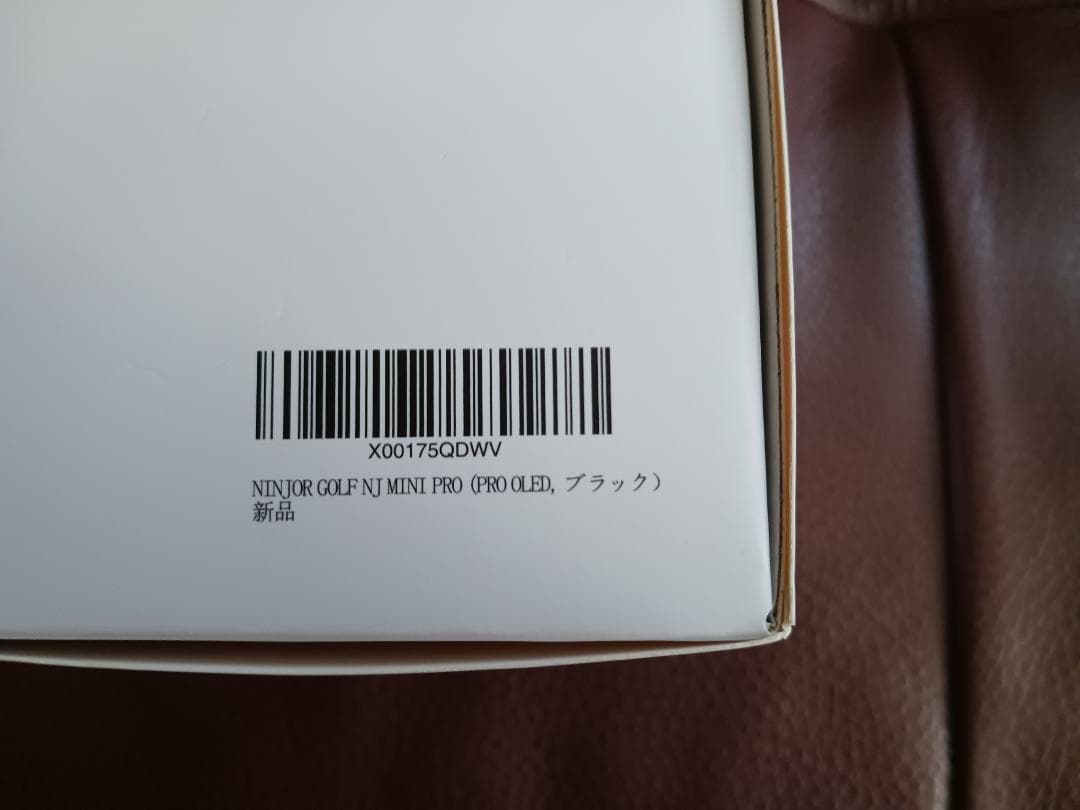 X00175QDWV
NINJOR GOLF NJ MINI PRO (PRO OLED, ブラック)
新品